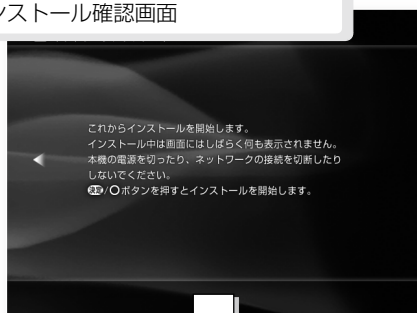 ンストール確認画面
これからインストールを開始します。
インストール中は画面にはしばらく何も表示されません。
本機の電源を切ったり、ネットワークの接続を切断したり
しないでください。
決定/○ボタンを押すとインストールを開始します。